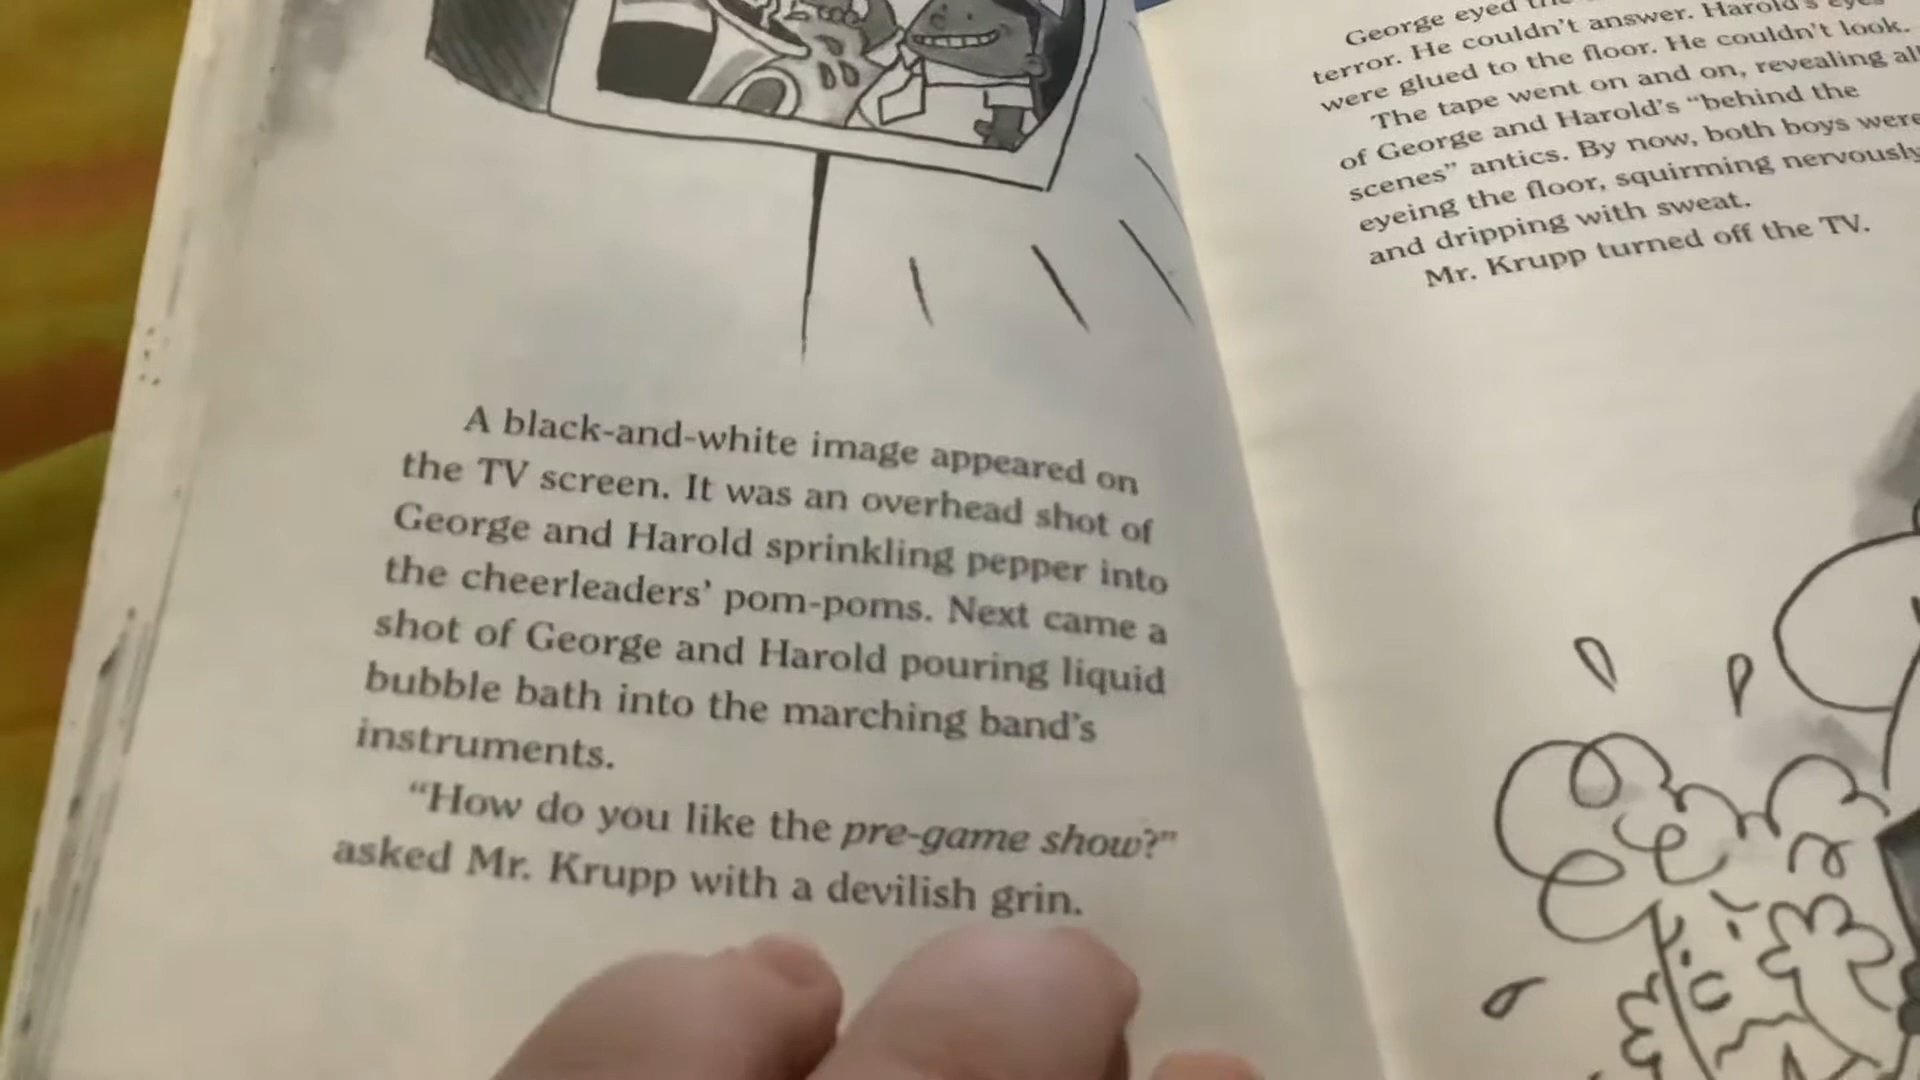 A black-and-white image appeared on
the TV screen. It was an overhead shot of
George and Harold sprinkling pepper into
the cheerleaders’ pom-poms. Next came a
shot of George and Harold pouring liquid
bubble bath into the marching band’s
instruments.
“How do you like the pre-game show?”
asked Mr. Krupp with a devilish grin.
George eyed the
terror. He couldn’t answer. Harold’s eyes
were glued to the floor. He couldn’t look.
The tape went on and on, revealing all
of George and Harold’s “behind the
scenes” antics. By now, both boys were
eyeing the floor, squirming nervously
and dripping with sweat.
Mr. Krupp turned off the TV.